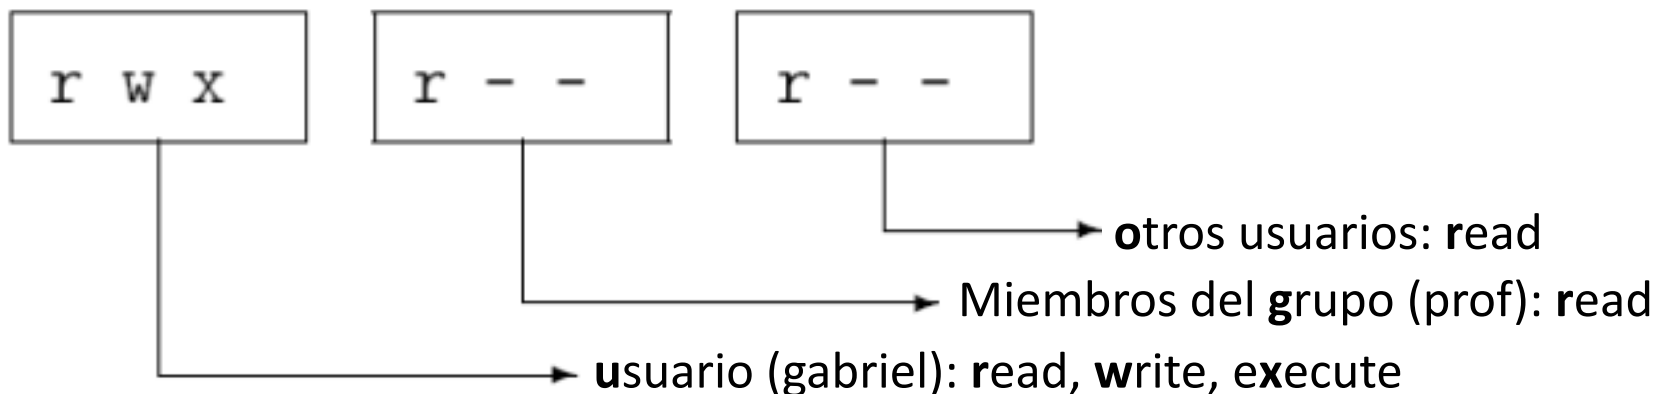 r w x r - - r - -
otros usuarios: read
Miembros del grupo (prof): read
usuario (gabriel): read, write, execute